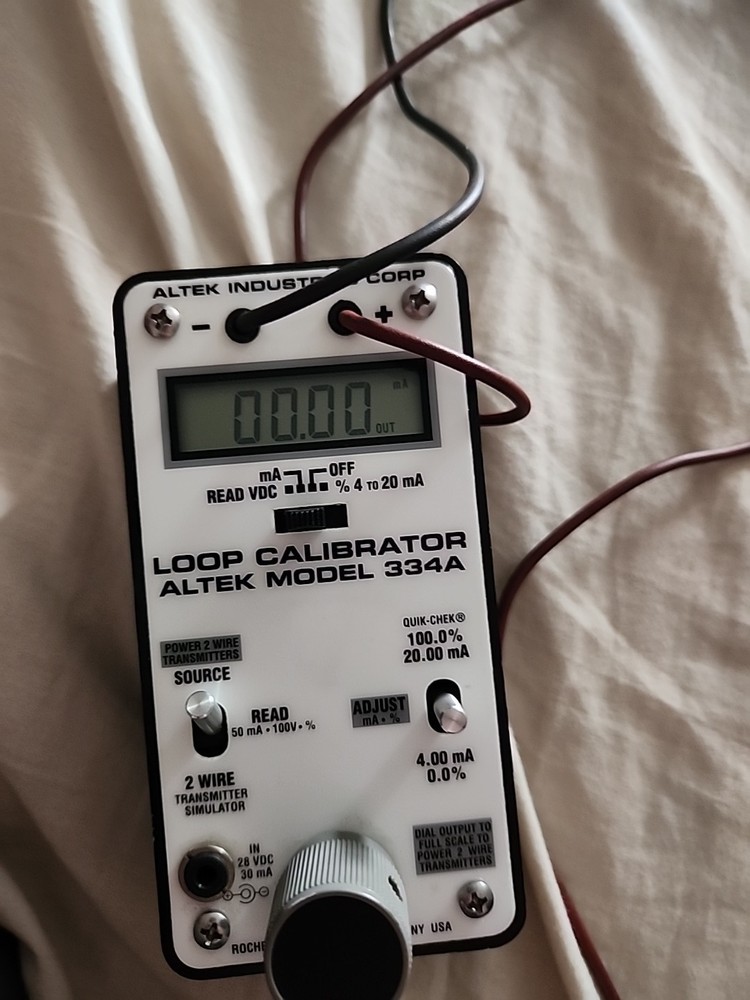 ALTEK INDUSTR CORP
− +
mA
00.00
OUT
mA OFF
READ VDC % 4 TO 20 mA
LOOP CALIBRATOR
ALTEK MODEL 334A
QUIK-CHEK®
100.0%
20.00 mA
POWER 2 WIRE
TRANSMITTERS
SOURCE
READ
50 mA • 100V • %
ADJUST
mA • %
2 WIRE
TRANSMITTER
SIMULATOR
4.00 mA
0.0%
IN
28 VDC
30 mA
DIAL OUTPUT TO
FULL SCALE TO
POWER 2 WIRE
TRANSMITTERS
ROCHE NY USA